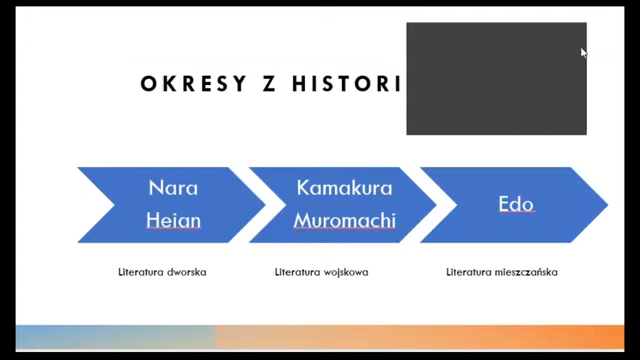 OKRESY Z HISTORI
Nara
Heian
Kamakura
Muromachi
Edo
Literatura dworska
Literatura wojskowa
Literatura mieszczańska